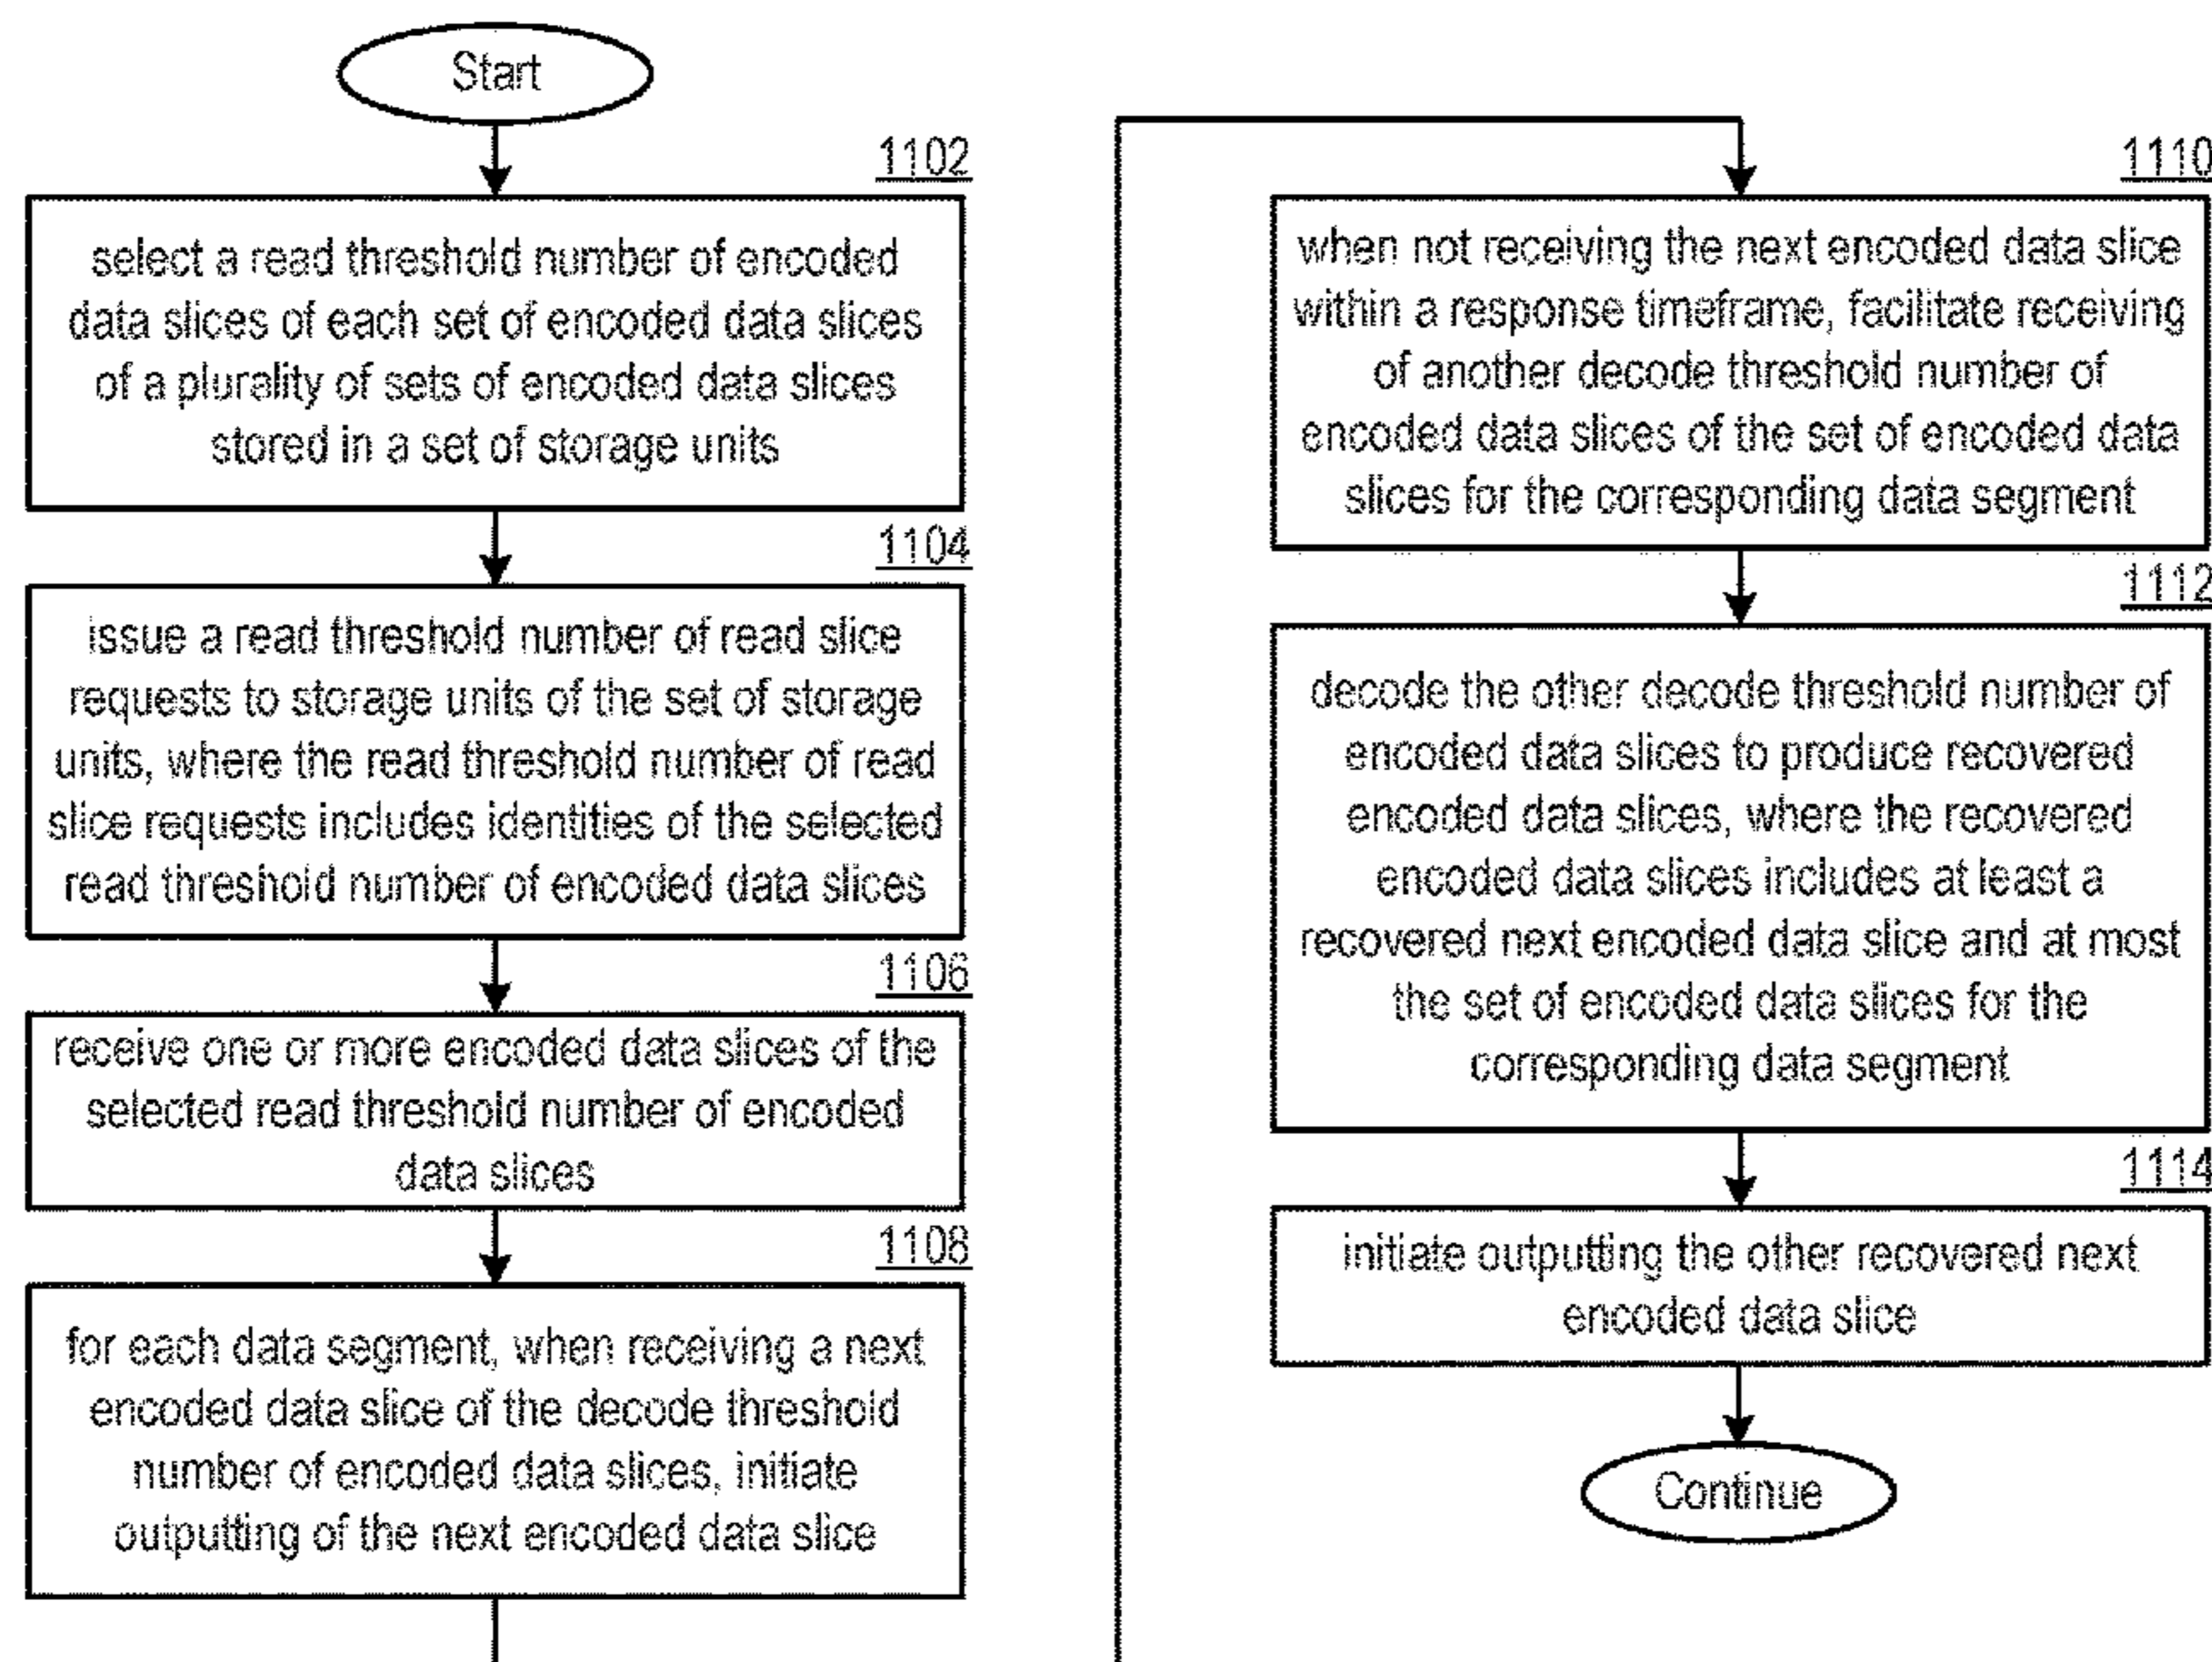 Start
1102
select a read threshold number of encoded
data slices of each set of encoded data slices
of a plurality of sets of encoded data slices
stored in a set of storage units
1104
issue a read threshold number of read slice
requests to storage units of the set of storage
units, where the read threshold number of read
slice requests includes identities of the selected
read threshold number of encoded data slices
1106
receive one or more encoded data slices of the
selected read threshold number of encoded
data slices
1108
for each data segment, when receiving a next
encoded data slice of the decode threshold
number of encoded data slices, initiate
outputting of the next encoded data slice
1110
when not receiving the next encoded data slice
within a response timeframe, facilitate receiving
of another decode threshold number of
encoded data slices of the set of encoded data
slices for the corresponding data segment
1112
decode the other decode threshold number of
encoded data slices to produce recovered
encoded data slices, where the recovered
encoded data slices includes at least a
recovered next encoded data slice and at most
the set of encoded data slices for the
corresponding data segment
1114
initiate outputting the other recovered next
encoded data slice
Continue